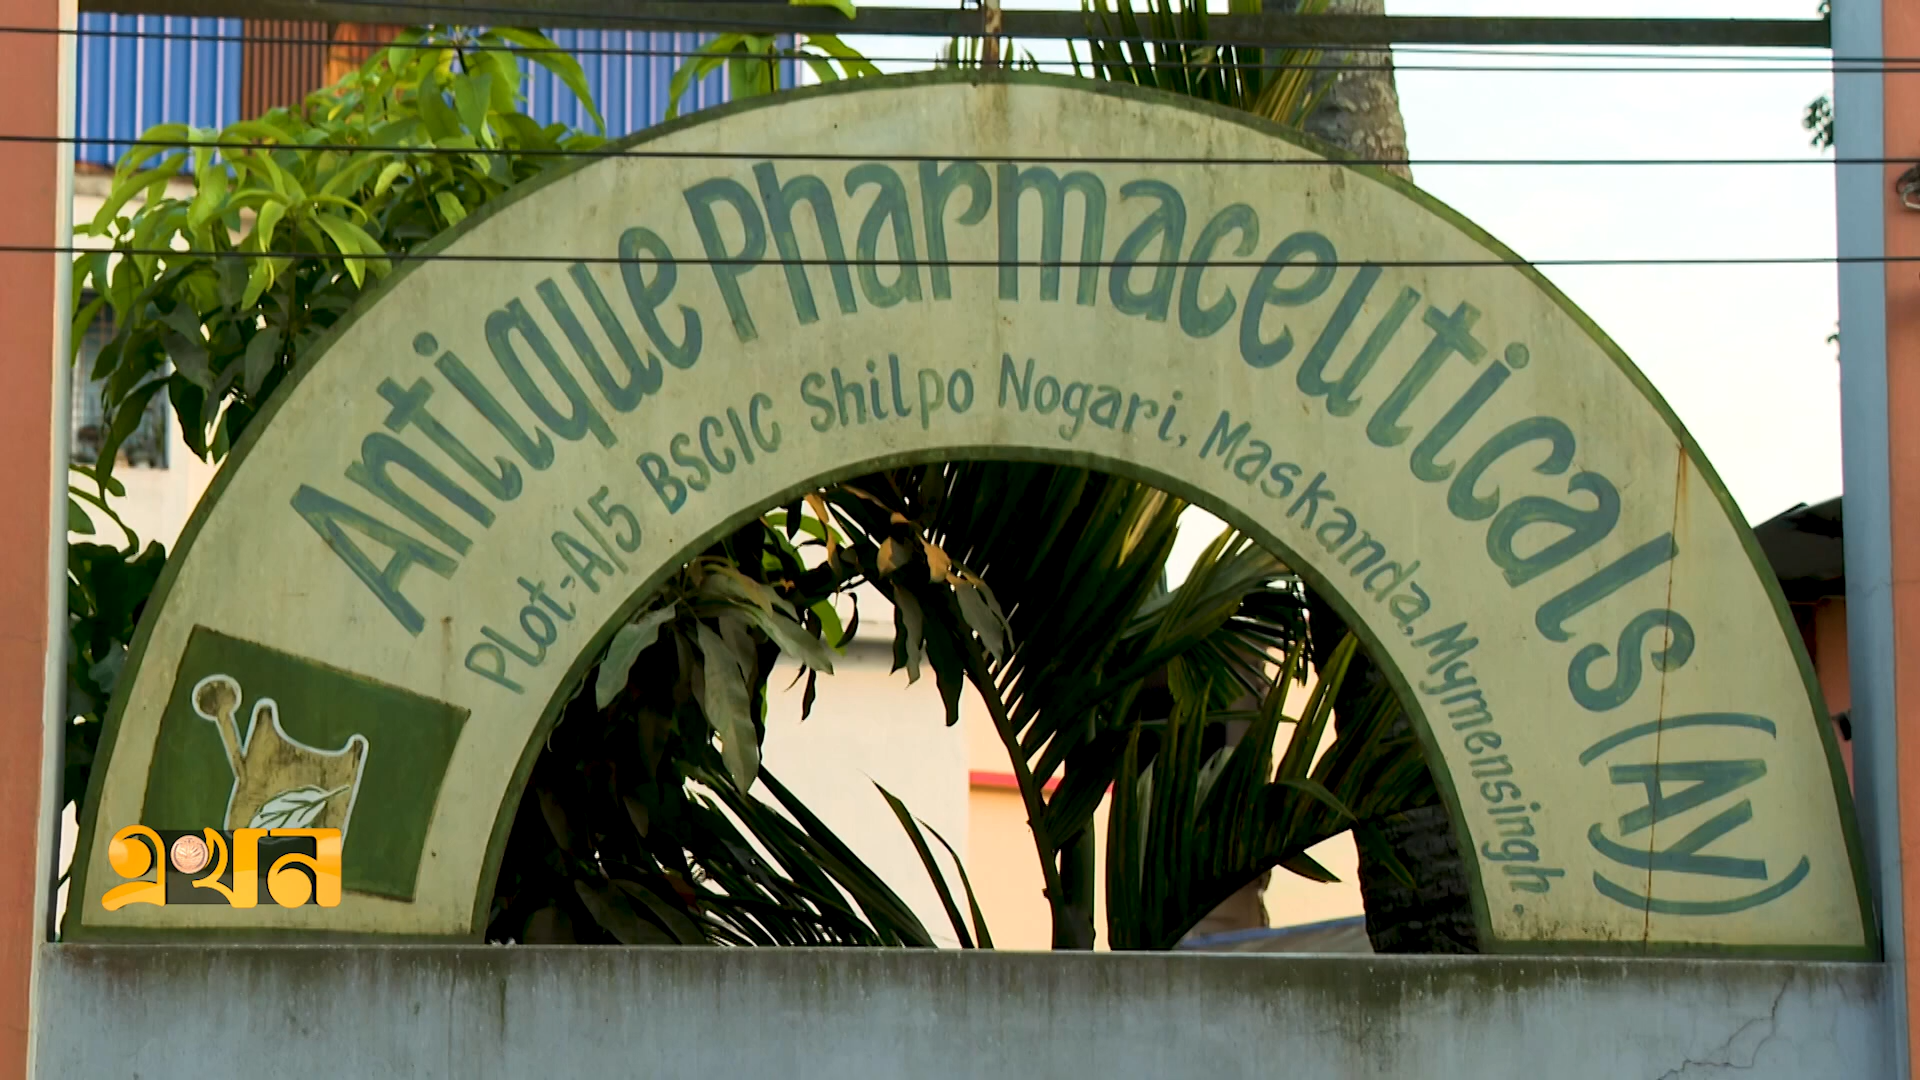 Antique Pharmaceuticals (Ay)
Plot-A/5 BSCIC Shilpo Nogari, Maskanda, Mymensingh.
এখন